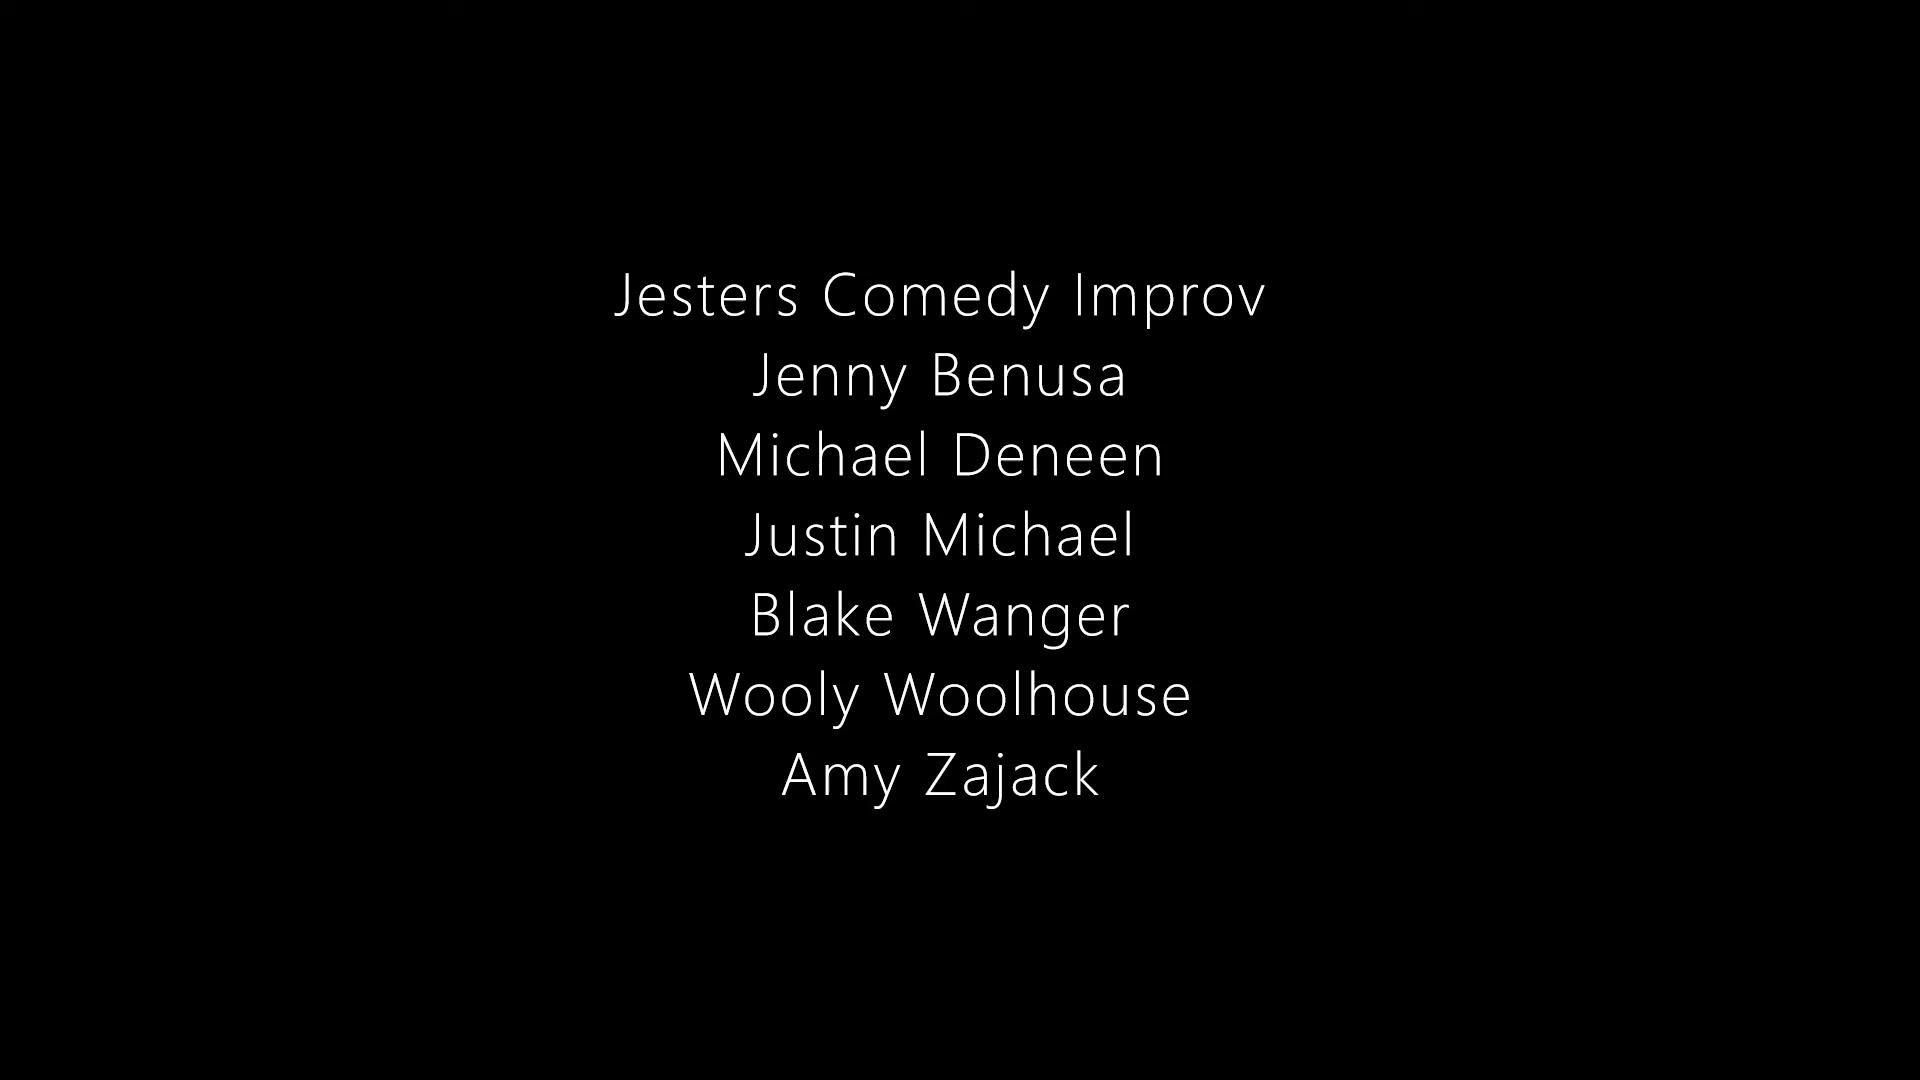 Jesters Comedy Improv
Jenny Benusa
Michael Deneen
Justin Michael
Blake Wanger
Wooly Woolhouse
Amy Zajack